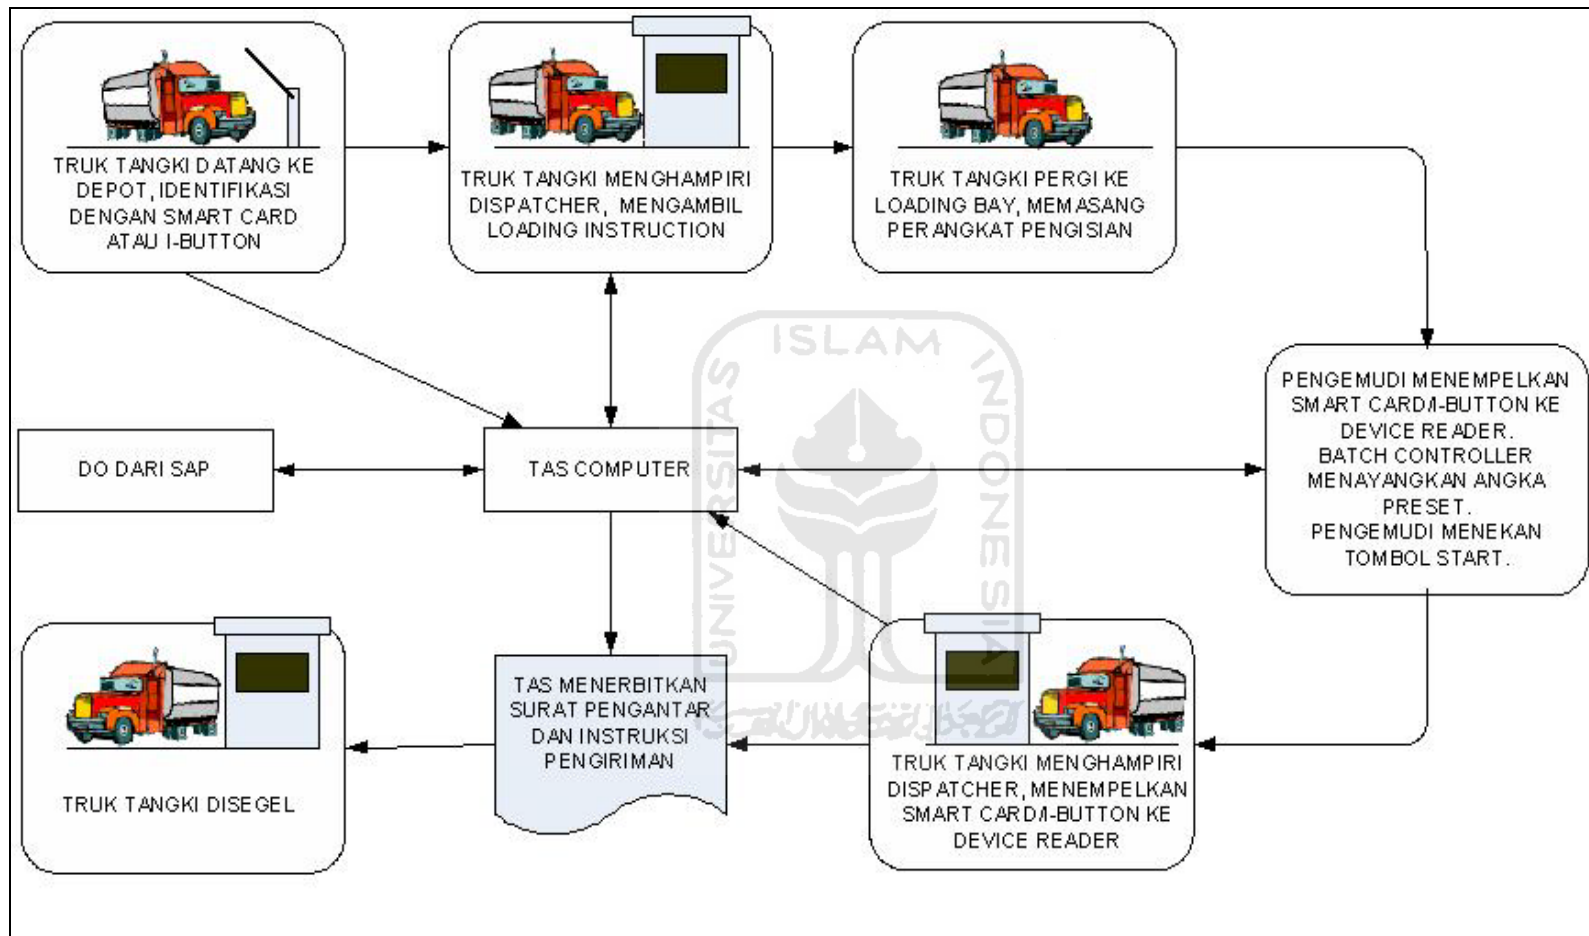 TRUK TANGKI DATANG KE
DEPOT, IDENTIFIKASI
DENGAN SMART CARD
ATAU I-BUTTON
TRUK TANGKI MENGHAMPIRI
DISPATCHER, MENGAMBIL
LOADING INSTRUCTION
TRUK TANGKI PERGI KE
LOADING BAY, MEMASANG
PERANGKAT PENGISIAN
PENGEMUDI MENEMPELKAN
SMART CARD/I-BUTTON KE
DEVICE READER.
BATCH CONTROLLER
MENAYANGKAN ANGKA
PRESET.
PENGEMUDI MENEKAN
TOMBOL START.
DO DARI SAP
TAS COMPUTER
TRUK TANGKI DISEGEL
TAS MENERBITKAN
SURAT PENGANTAR
DAN INSTRUKSI
PENGIRIMAN
TRUK TANGKI MENGHAMPIRI
DISPATCHER, MENEMPELKAN
SMART CARD/I-BUTTON KE
DEVICE READER
UNIVERSITAS
ISLAM
INDONESIA